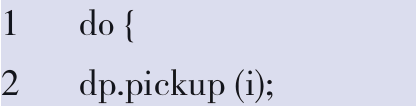 1 do {
2 dp.pickup (i);